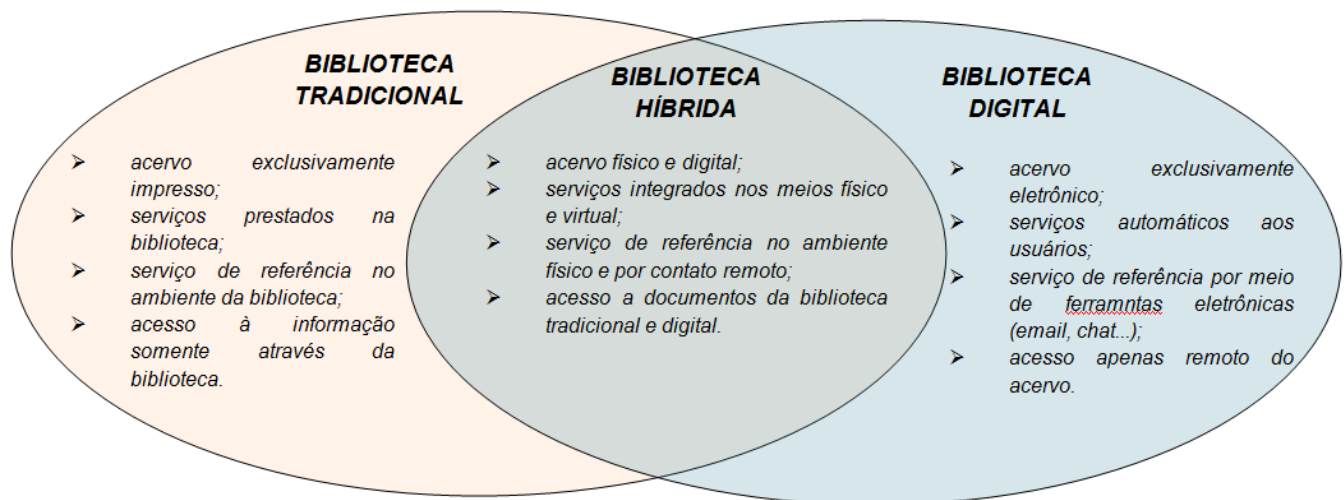 BIBLIOTECA
TRADICIONAL
➢ acervo exclusivamente
impresso;
➢ serviços prestados na
biblioteca;
➢ serviço de referência no
ambiente da biblioteca;
➢ acesso à informação
somente através da
biblioteca.
BIBLIOTECA
HÍBRIDA
➢ acervo físico e digital;
➢ serviços integrados nos meios físico
e virtual;
➢ serviço de referência no ambiente
físico e por contato remoto;
➢ acesso a documentos da biblioteca
tradicional e digital.
BIBLIOTECA
DIGITAL
➢ acervo exclusivamente
eletrônico;
➢ serviços automáticos aos
usuários;
➢ serviço de referência por meio
de ferramntas eletrônicas
(email, chat...);
➢ acesso apenas remoto do
acervo.